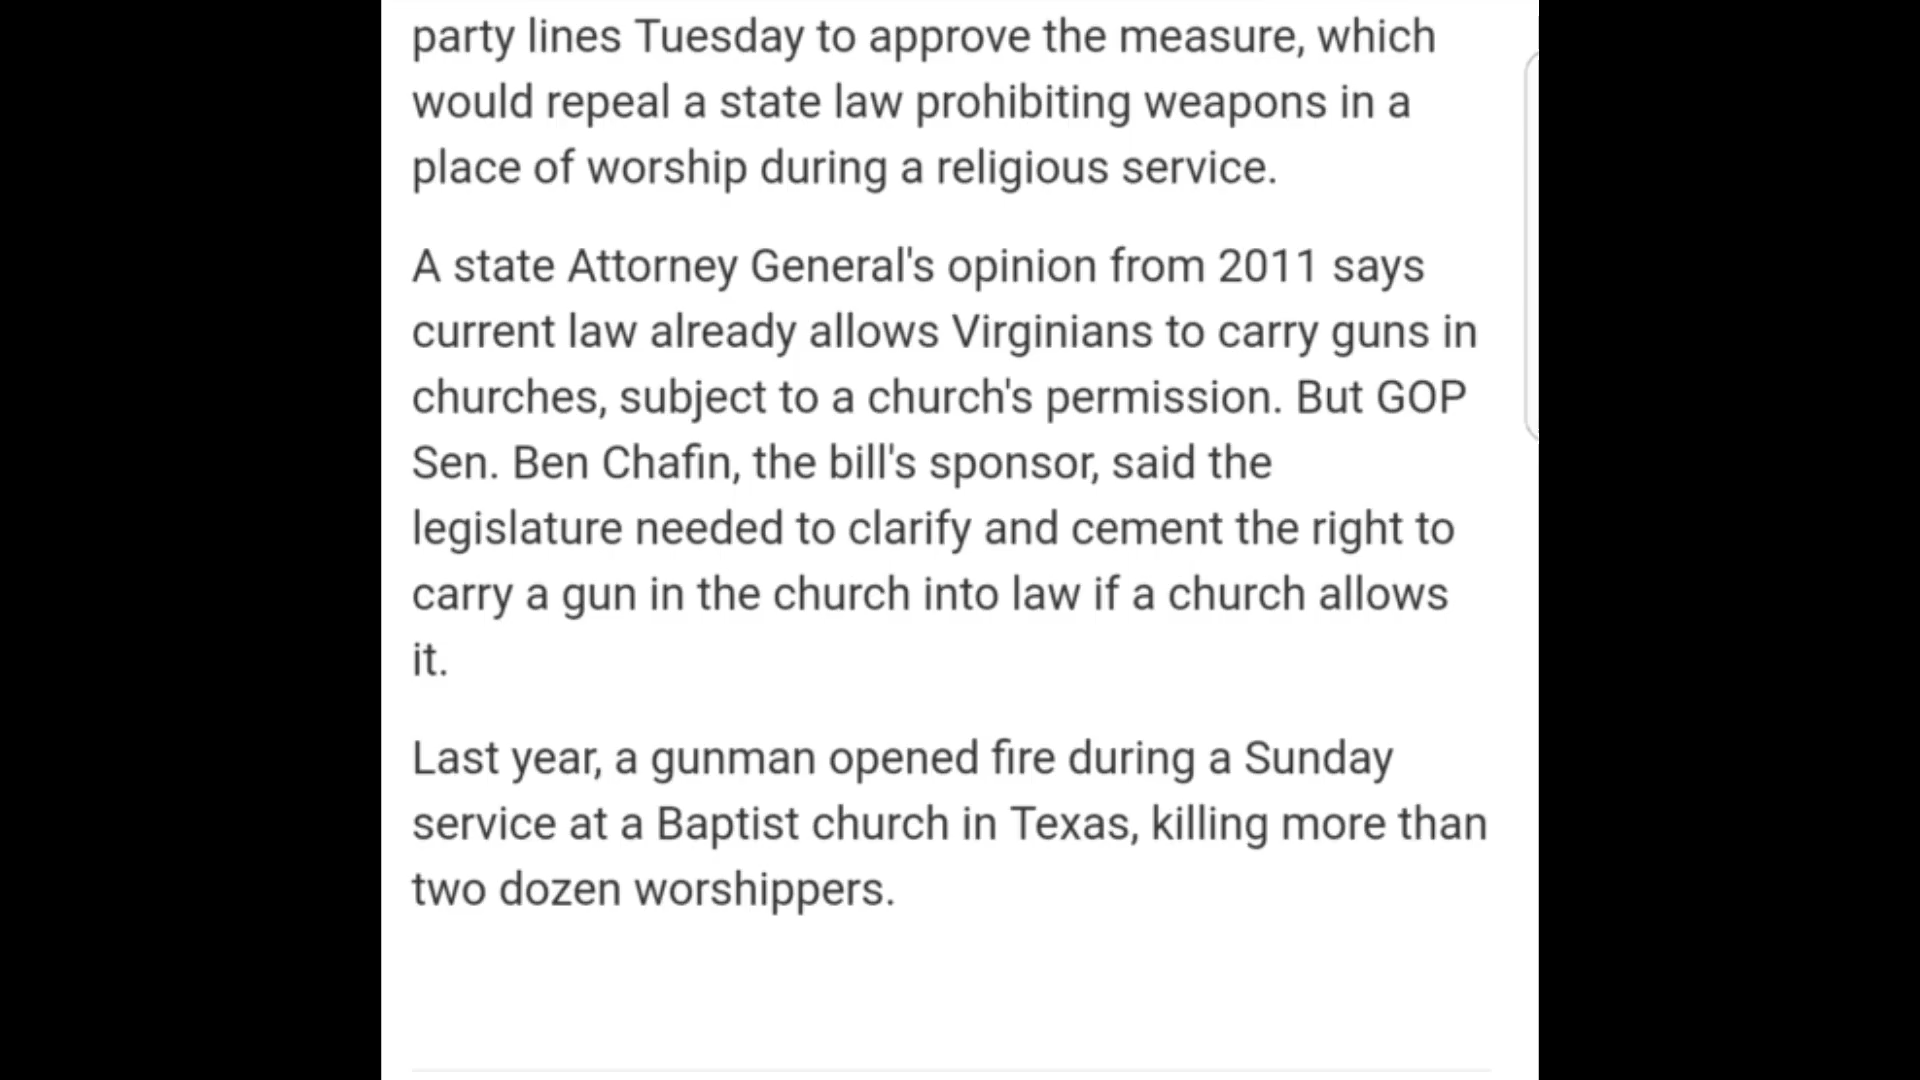 party lines Tuesday to approve the measure, which
would repeal a state law prohibiting weapons in a
place of worship during a religious service.
A state Attorney General's opinion from 2011 says
current law already allows Virginians to carry guns in
churches, subject to a church's permission. But GOP
Sen. Ben Chafin, the bill's sponsor, said the
legislature needed to clarify and cement the right to
carry a gun in the church into law if a church allows
it.
Last year, a gunman opened fire during a Sunday
service at a Baptist church in Texas, killing more than
two dozen worshippers.